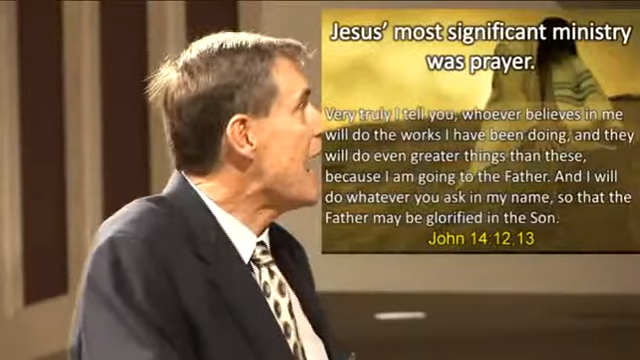 Jesus' most significant ministry
was prayer.
Very truly I tell you, whoever believes in me
will do the works I have been doing, and they
will do even greater things than these,
because I am going to the Father. And I will
do whatever you ask in my name, so that the
Father may be glorified in the Son.
John 14:12,13